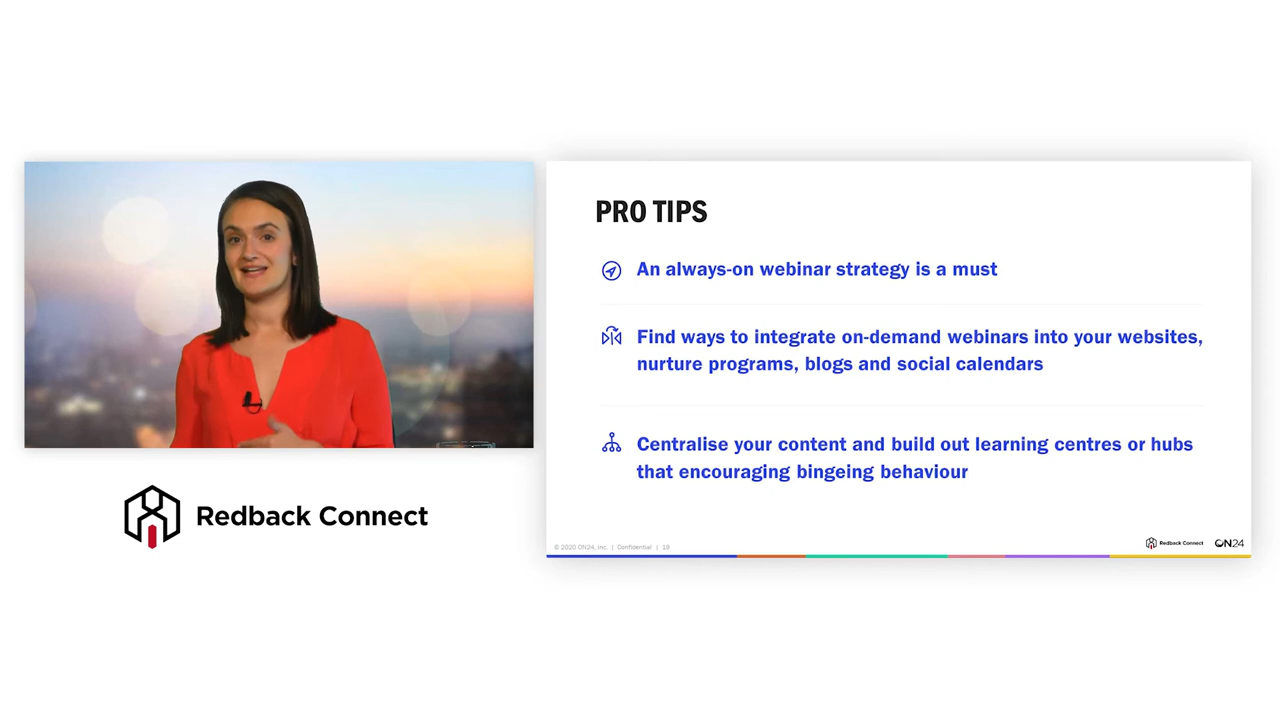 PRO TIPS
An always-on webinar strategy is a must
Find ways to integrate on-demand webinars into your websites,
nurture programs, blogs and social calendars
Centralise your content and build out learning centres or hubs
that encouraging bingeing behaviour
Redback Connect
© 2020 ON24, Inc. | Confidential | 19
Redback Connect
ON24